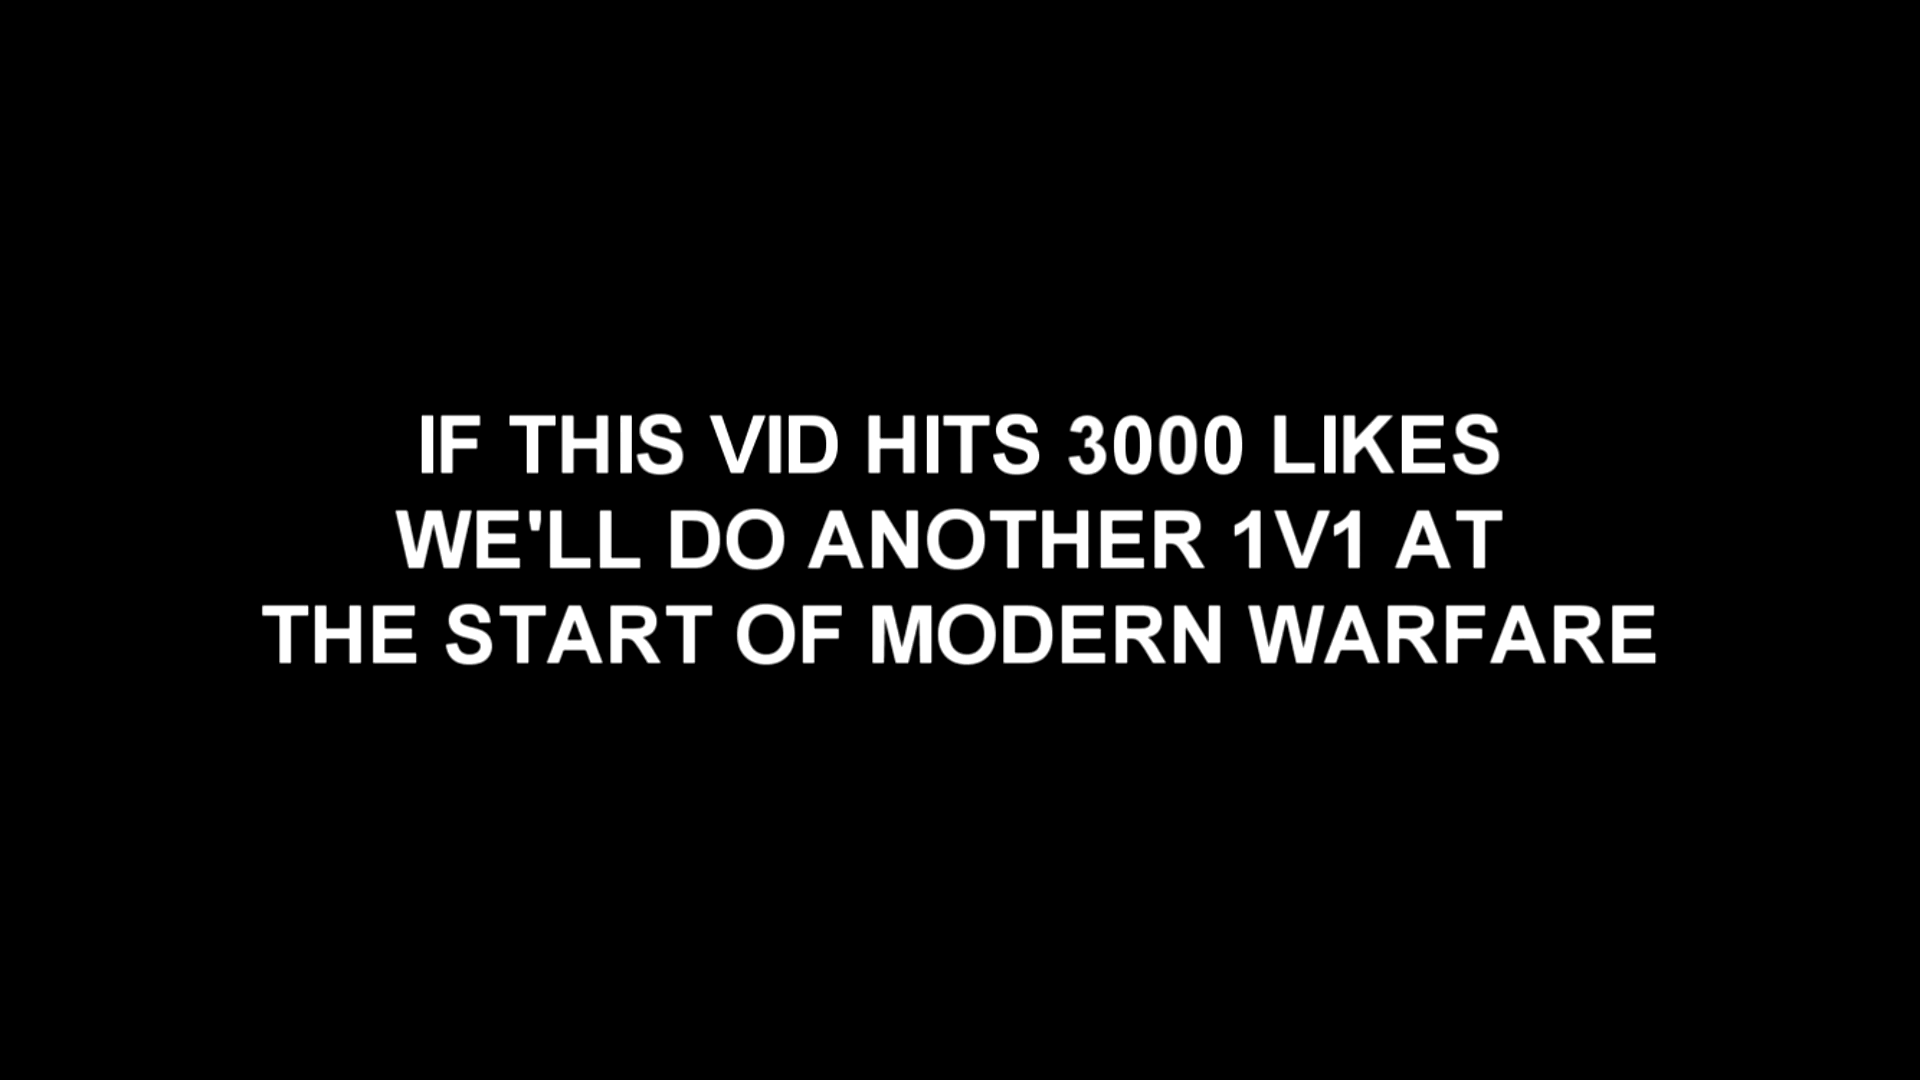 IF THIS VID HITS 3000 LIKES
WE'LL DO ANOTHER 1V1 AT
THE START OF MODERN WARFARE